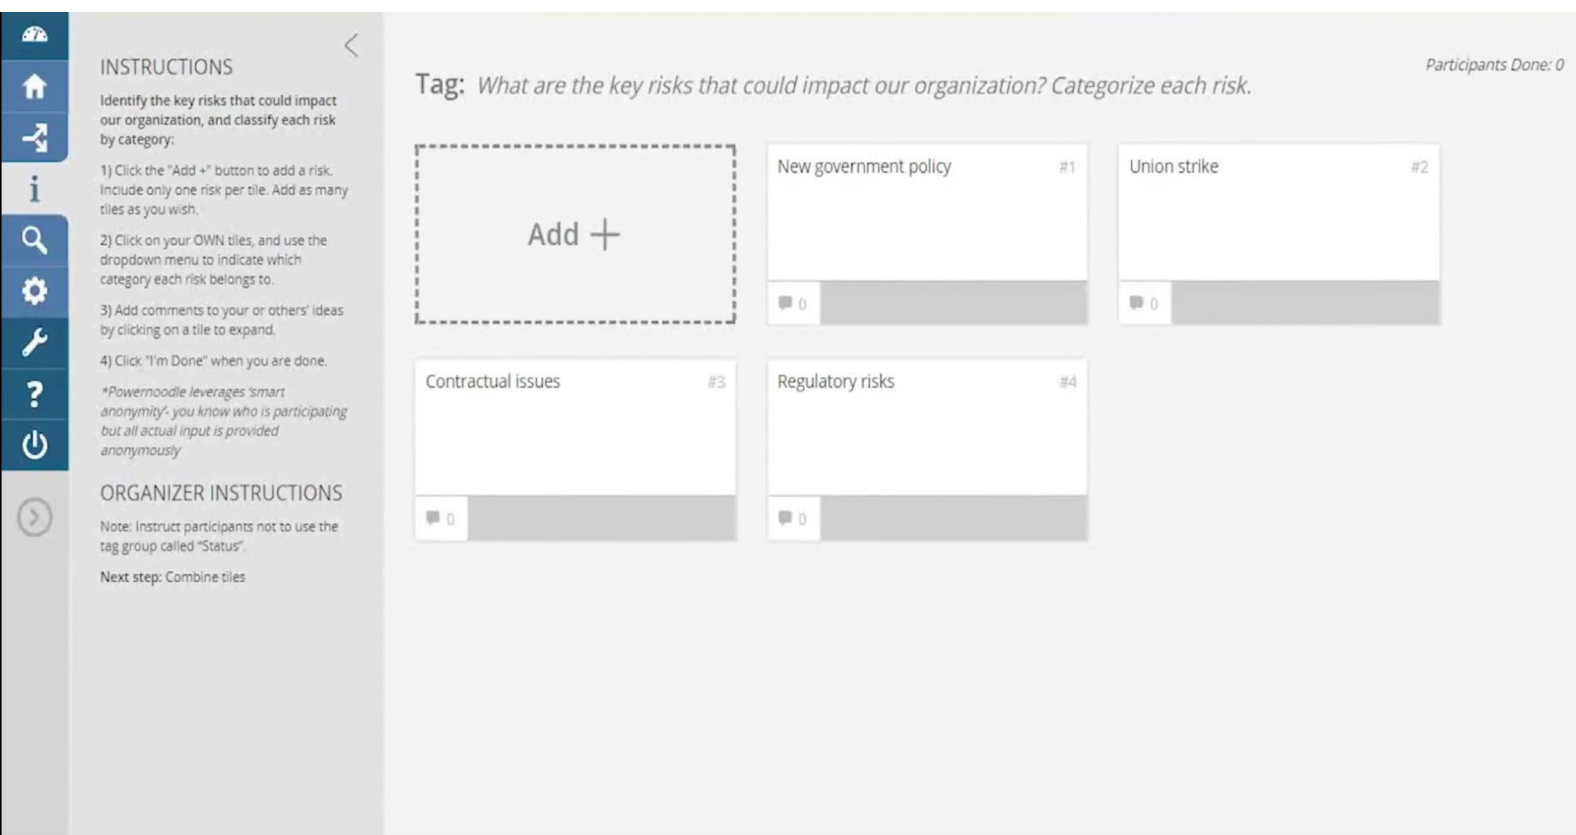 INSTRUCTIONS
Identify the key risks that could impact
our organization, and classify each risk
by category:
1) Click the "Add +" button to add a risk.
Include only one risk per tile. Add as many
tiles as you wish.
2) Click on your OWN tiles, and use the
dropdown menu to indicate which
category each risk belongs to.
3) Add comments to your or others' ideas
by clicking on a tile to expand.
4) Click "I'm Done" when you are done.
*Powernoodle leverages 'smart
anonymity'- you know who is participating
but all actual input is provided
anonymously
ORGANIZER INSTRUCTIONS
Note: Instruct participants not to use the
tag group called "Status".
Next step: Combine tiles
Participants Done: 0
Tag: What are the key risks that could impact our organization? Categorize each risk.
Add +
New government policy #1
0
Union strike #2
0
Contractual issues #3
0
Regulatory risks #4
0